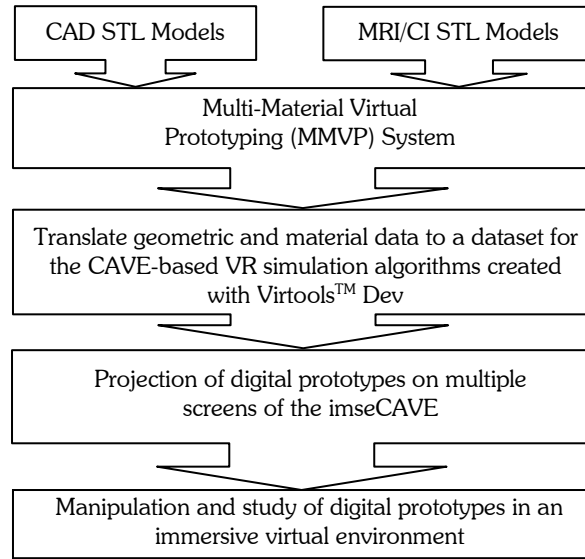 CAD STL Models
MRI/CI STL Models
Multi-Material Virtual
Prototyping (MMVP) System
Translate geometric and material data to a dataset for
the CAVE-based VR simulation algorithms created
with Virtools™ Dev
Projection of digital prototypes on multiple
screens of the imseCAVE
Manipulation and study of digital prototypes in an
immersive virtual environment